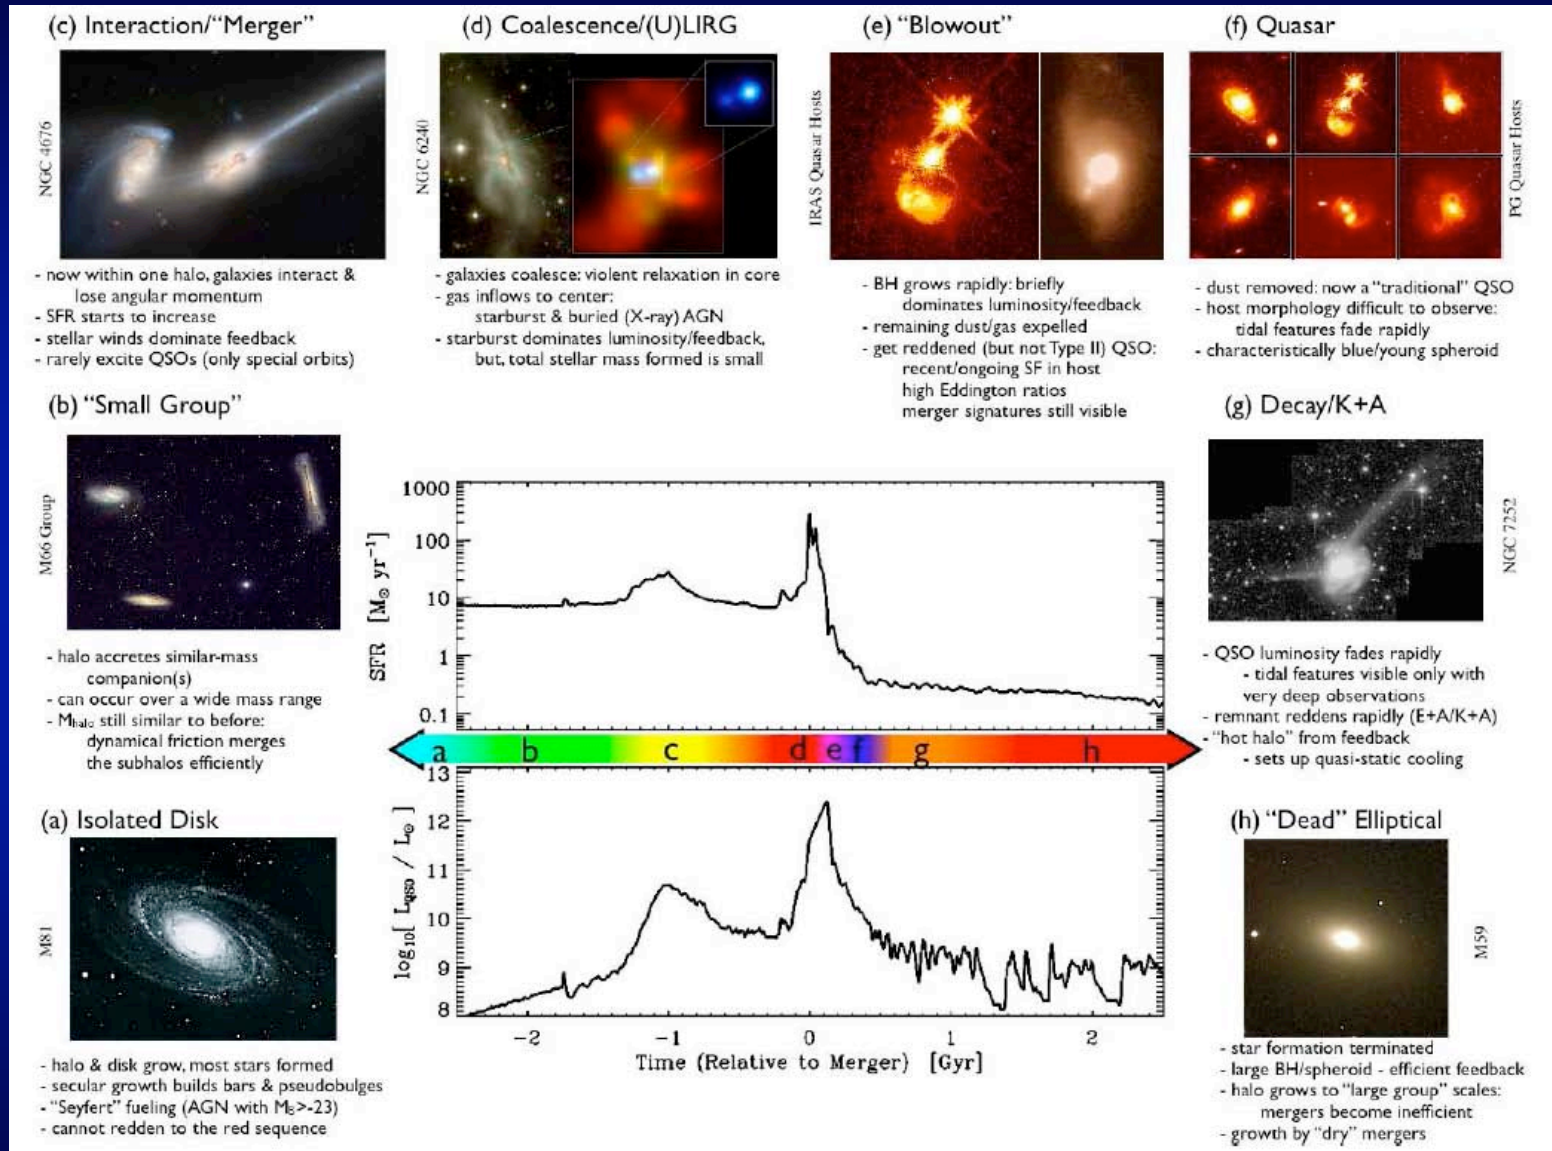 (c) Interaction/“Merger”
NGC 4676
- now within one halo, galaxies interact &
lose angular momentum
- SFR starts to increase
- stellar winds dominate feedback
- rarely excite QSOs (only special orbits)
(d) Coalescence/(U)LIRG
NGC 6240
- galaxies coalesce: violent relaxation in core
- gas inflows to center:
starburst & buried (X-ray) AGN
- starburst dominates luminosity/feedback,
but, total stellar mass formed is small
(e) “Blowout”
IRAS Quasar Hosts
- BH grows rapidly: briefly
dominates luminosity/feedback
- remaining dust/gas expelled
- get reddened (but not Type II) QSO:
recent/ongoing SF in host
high Eddington ratios
merger signatures still visible
(f) Quasar
PG Quasar Hosts
- dust removed: now a “traditional” QSO
- host morphology difficult to observe:
tidal features fade rapidly
- characteristically blue/young spheroid
(b) “Small Group”
M66 Group
- halo accretes similar-mass
companion(s)
- can occur over a wide mass range
- Mhalo still similar to before:
dynamical friction merges
the subhalos efficiently
(g) Decay/K+A
NGC 7252
- QSO luminosity fades rapidly
- tidal features visible only with
very deep observations
- remnant reddens rapidly (E+A/K+A)
- “hot halo” from feedback
- sets up quasi-static cooling
(a) Isolated Disk
M81
- halo & disk grow, most stars formed
- secular growth builds bars & pseudobulges
- “Seyfert” fueling (AGN with MB>-23)
- cannot redden to the red sequence
(h) “Dead” Elliptical
M59
- star formation terminated
- large BH/spheroid - efficient feedback
- halo grows to “large group” scales:
mergers become inefficient
- growth by “dry” mergers
SFR [M⊙ yr⁻¹]
1000
100
10
1
0.1
a b c d e f g h
log₁₀[ LQSO / L⊙ ]
13
12
11
10
9
8
-2 -1 0 1 2
Time (Relative to Merger) [Gyr]